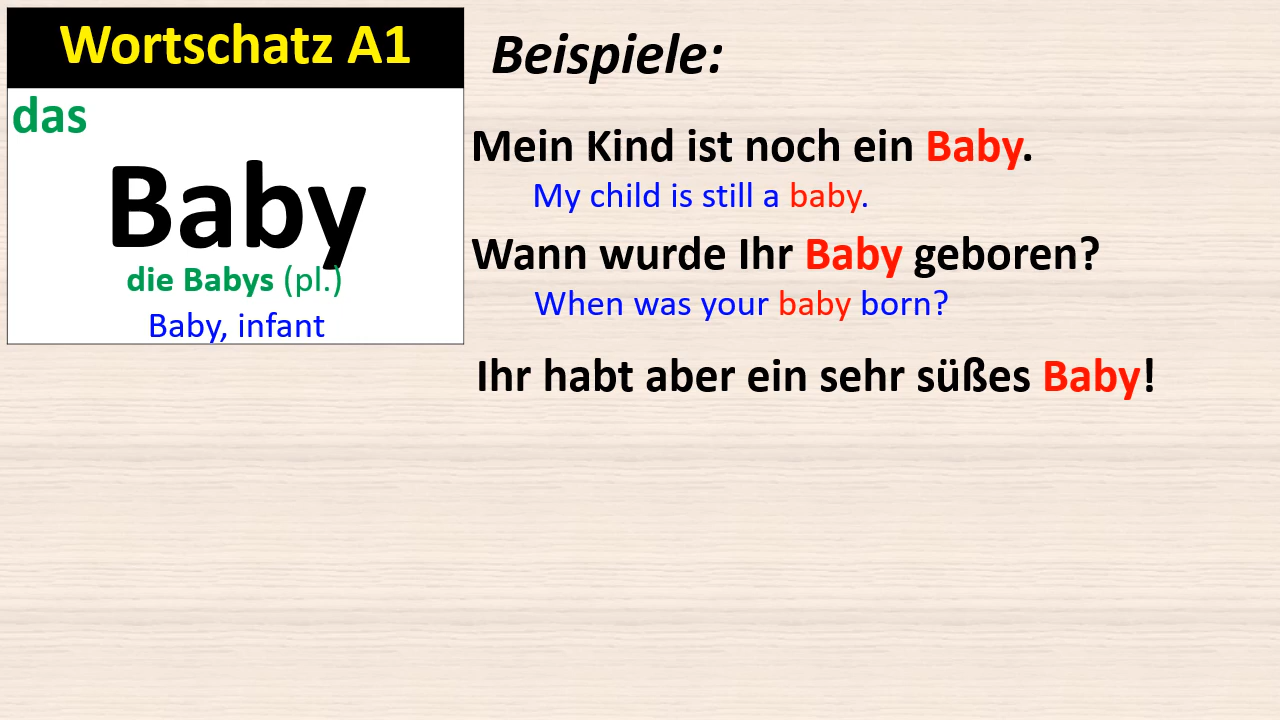 Wortschatz A1
das
Baby
die Babys (pl.)
Baby, infant
Beispiele:
Mein Kind ist noch ein Baby.
My child is still a baby.
Wann wurde Ihr Baby geboren?
When was your baby born?
Ihr habt aber ein sehr süßes Baby!